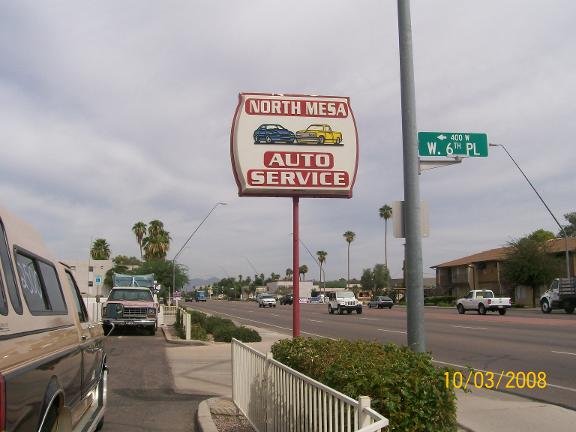 NORTH MESA
AUTO
SERVICE
400 W
W. 6TH PL
10/03/2008